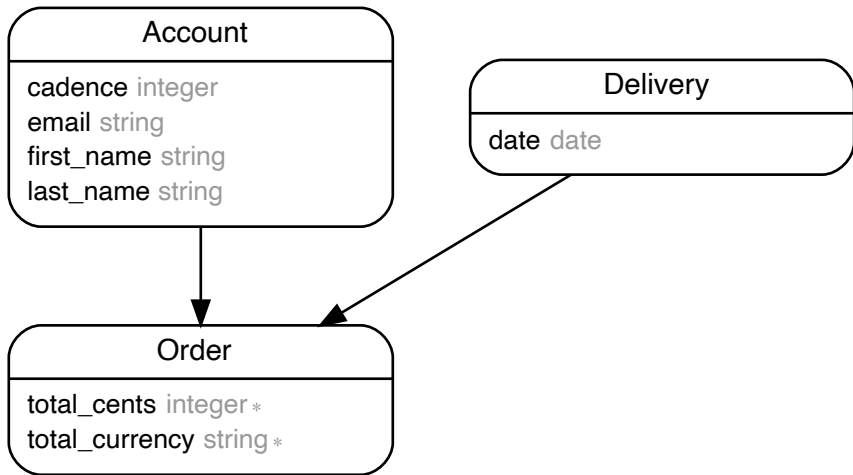 Account
cadence integer
email string
first_name string
last_name string
Delivery
date date
Order
total_cents integer *
total_currency string *